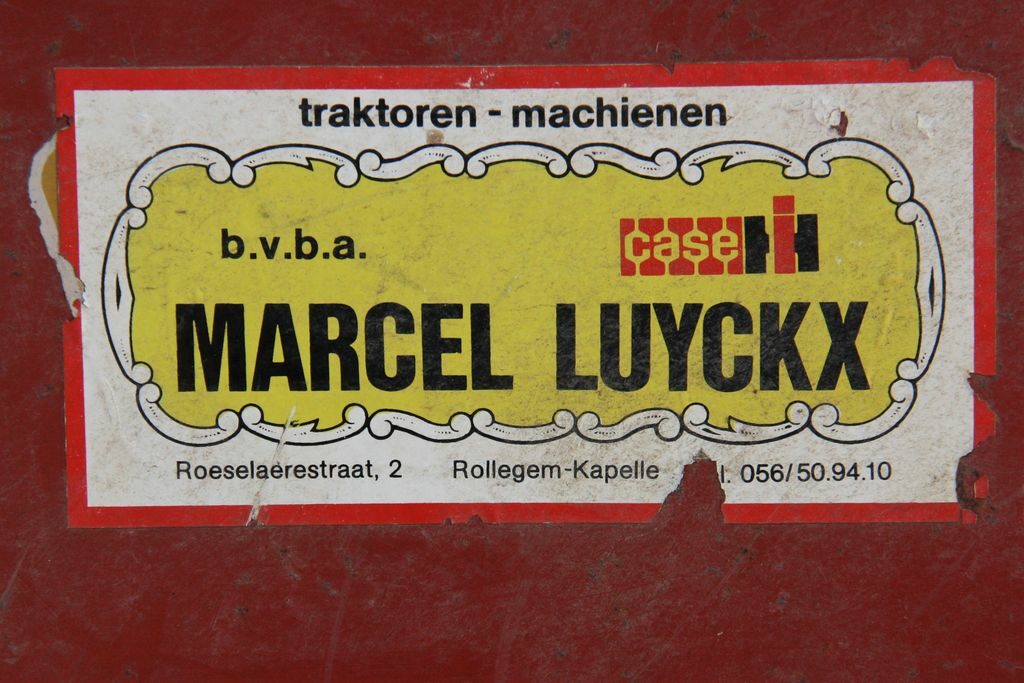 traktoren - machienen
b.v.b.a.
case IH
MARCEL LUYCKX
Roeselaerestraat, 2 Rollegem-Kapelle l. 056/50.94.10